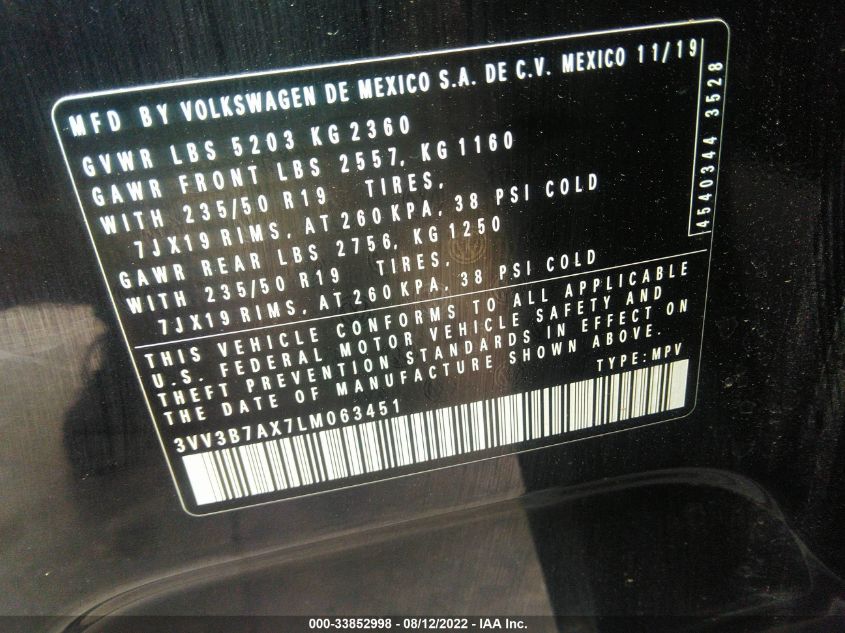 MFD BY VOLKSWAGEN DE MEXICO S.A. DE C.V. MEXICO 11/19
GVWR LBS 5203 KG 2360
GAWR FRONT LBS 2557, KG 1160
WITH 235/50 R19 TIRES,
7JX19 RIMS, AT 260 KPA, 38 PSI COLD
GAWR REAR LBS 2756, KG 1250
WITH 235/50 R19 TIRES,
7JX19 RIMS, AT 260 KPA, 38 PSI COLD
4540344 3528
THIS VEHICLE CONFORMS TO ALL APPLICABLE
U.S. FEDERAL MOTOR VEHICLE SAFETY AND
THEFT PREVENTION STANDARDS IN EFFECT ON
THE DATE OF MANUFACTURE SHOWN ABOVE.
TYPE: MPV
3VV3B7AX7LM063451
000-33852998 - 08/12/2022 - IAA Inc.